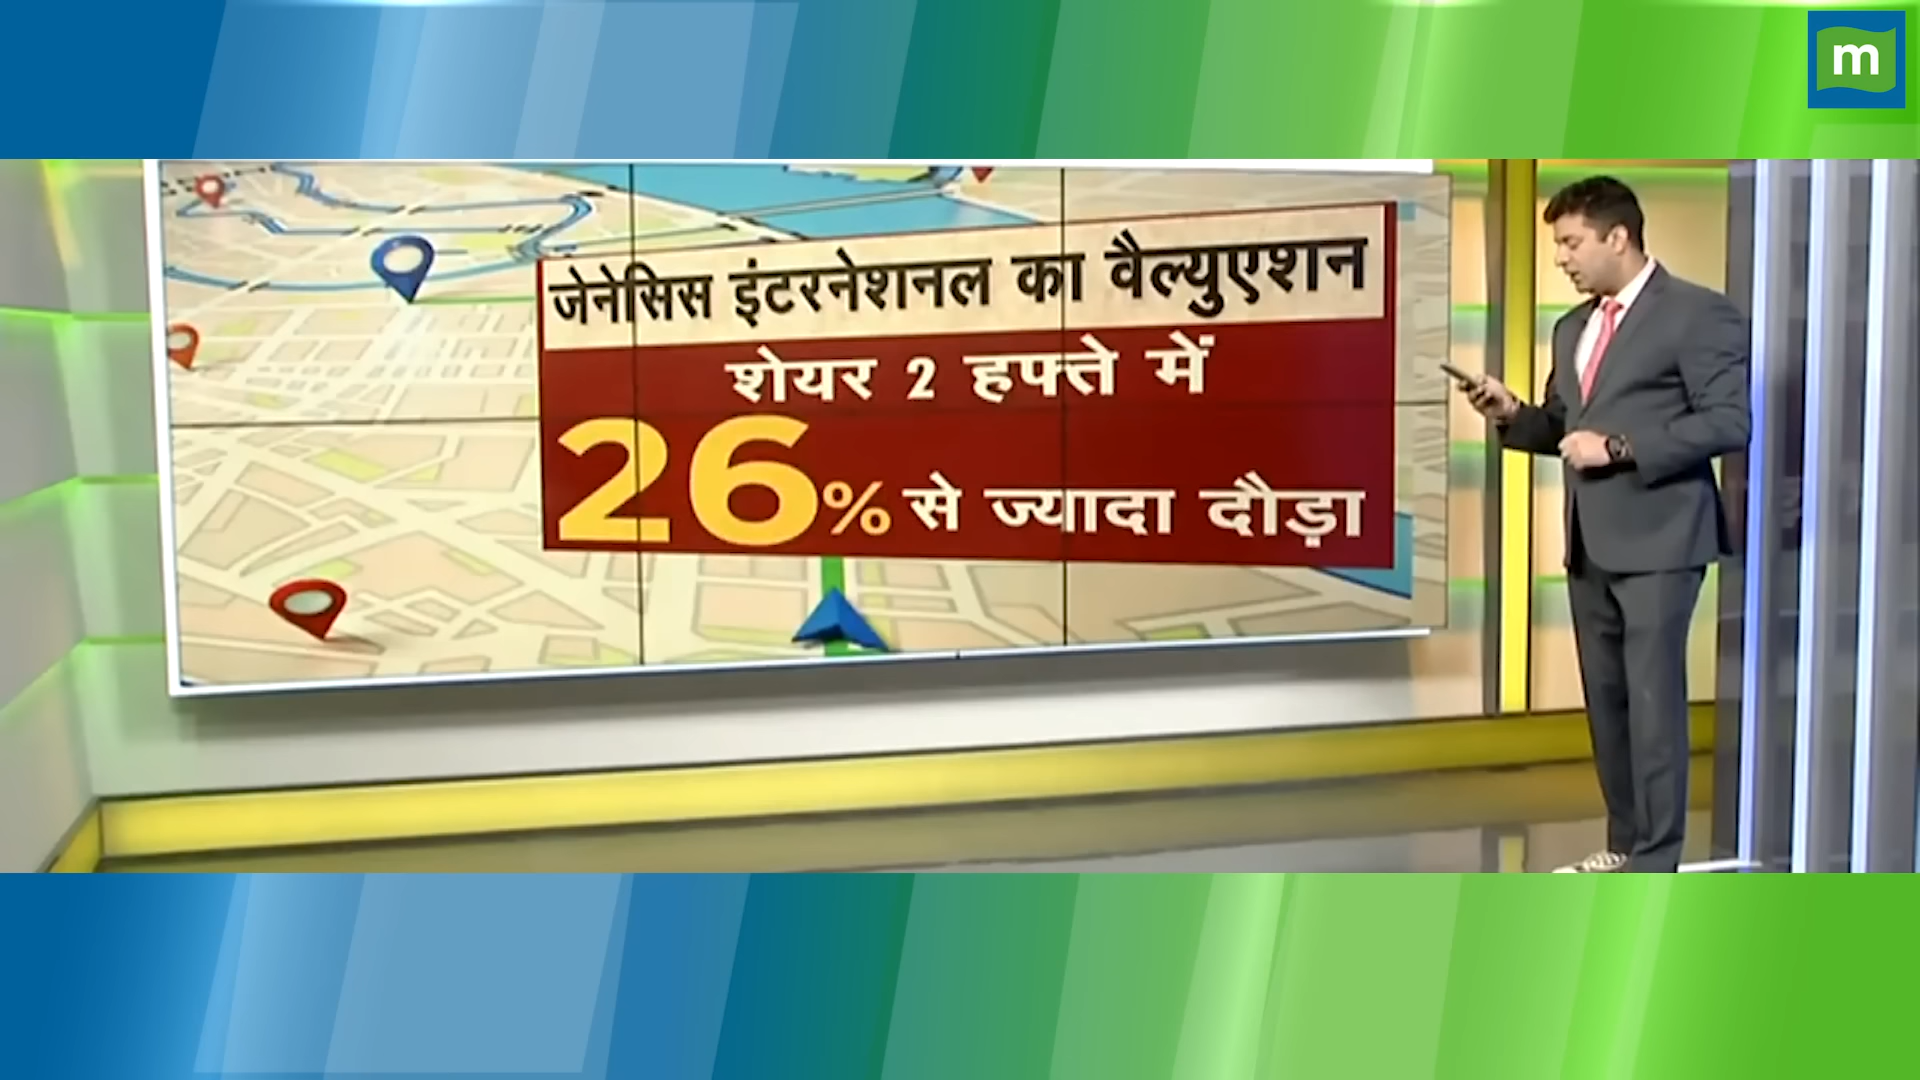 m
जेनेसिस इंटरनेशनल का वैल्युएशन
शेयर 2 हफ्ते में
26% से ज्यादा दौड़ा